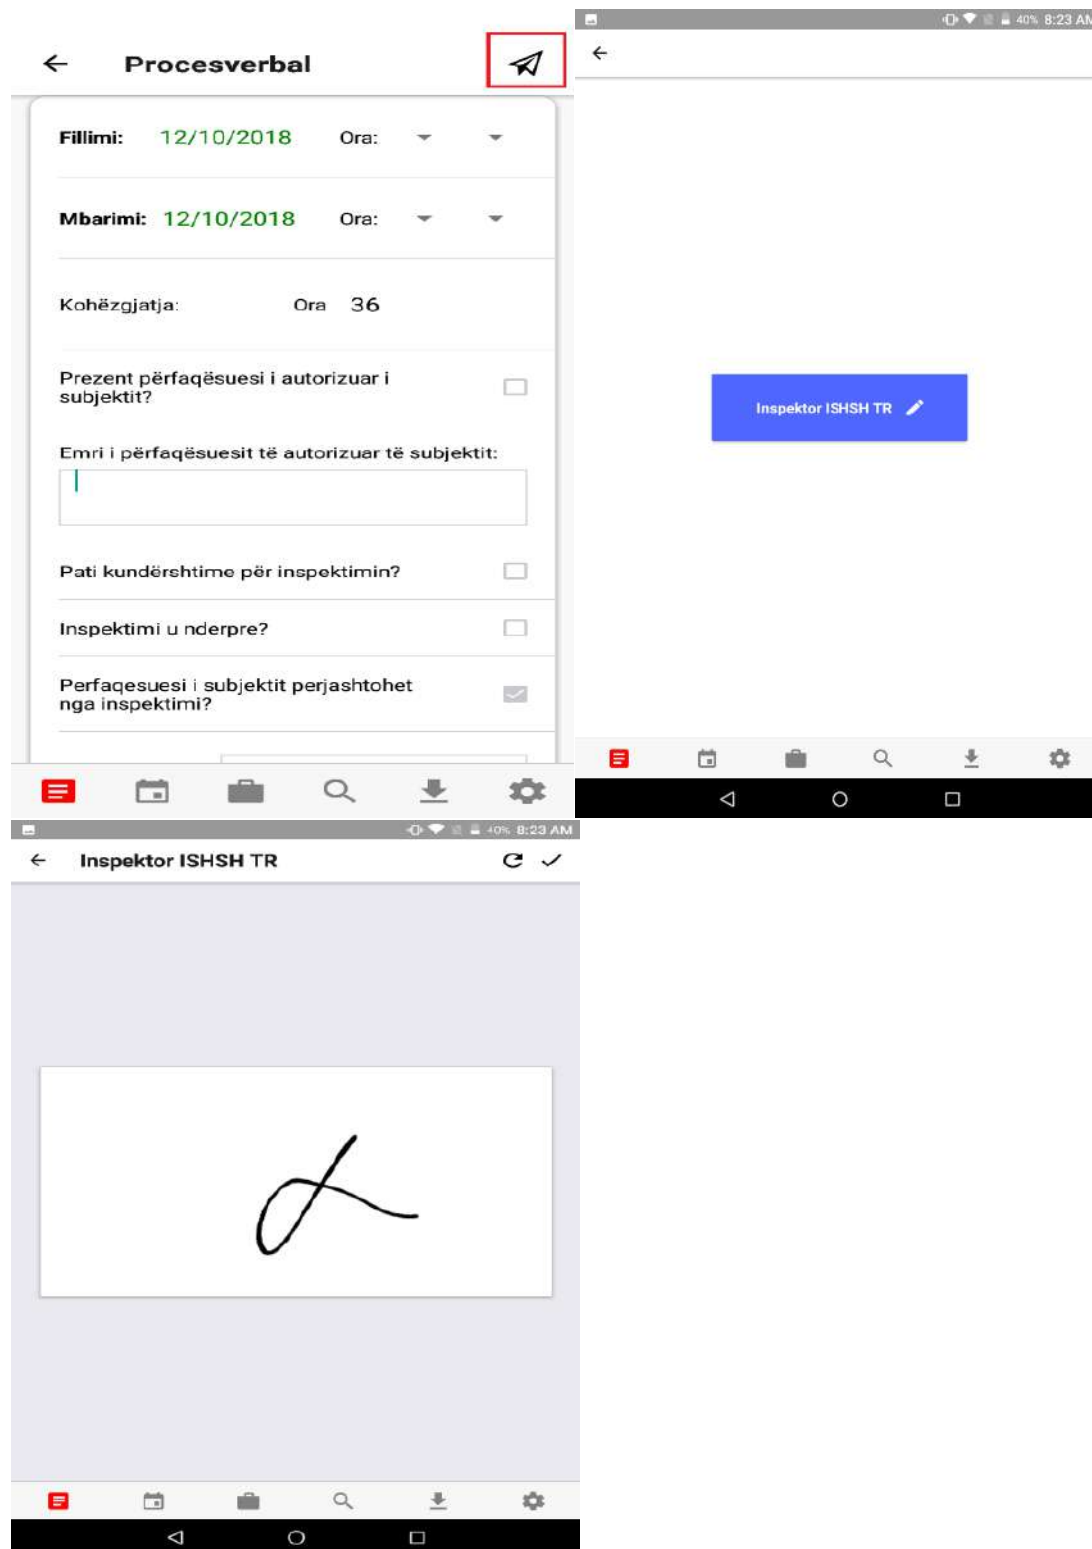 Procesverbal
Fillimi: 12/10/2018 Ora:
Mbarimi: 12/10/2018 Ora:
Kohëzgjatja: Ora 36
Prezent përfaqësuesi i autorizuar i
subjektit?
Emri i përfaqësuesit të autorizuar të subjektit:
Pati kundërshtime për inspektimin?
Inspektimi u nderpre?
Perfaqesuesi i subjektit perjashtohet
nga inspektimi?
40% 8:23 AM
Inspektor ISHSH TR
40% 8:23 AM
Inspektor ISHSH TR